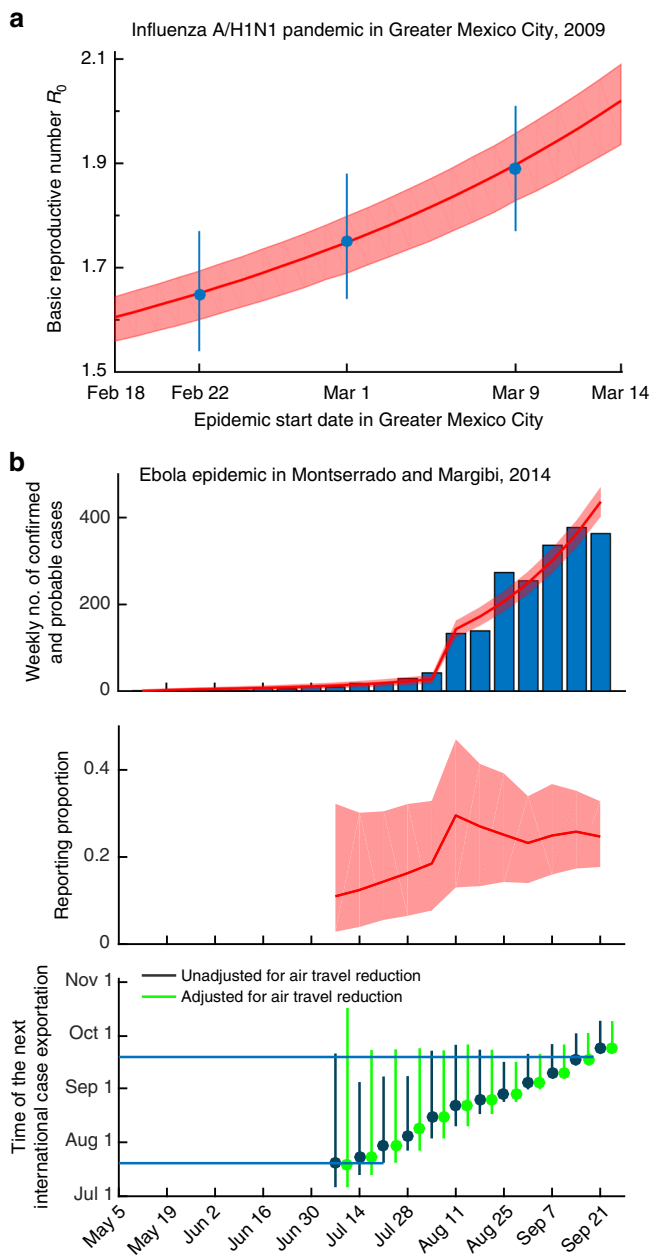 a
Influenza A/H1N1 pandemic in Greater Mexico City, 2009
Basic reproductive number R0
2.1
1.9
1.7
1.5
Feb 18
Feb 22
Mar 1
Mar 9
Mar 14
Epidemic start date in Greater Mexico City
b
Ebola epidemic in Montserrado and Margibi, 2014
Weekly no. of confirmed
and probable cases
400
200
0
Reporting proportion
0.4
0.2
0
Time of the next
international case exportation
Unadjusted for air travel reduction
Adjusted for air travel reduction
Nov 1
Oct 1
Sep 1
Aug 1
Jul 1
May 5
May 19
Jun 2
Jun 16
Jun 30
Jul 14
Jul 28
Aug 11
Aug 25
Sep 7
Sep 21